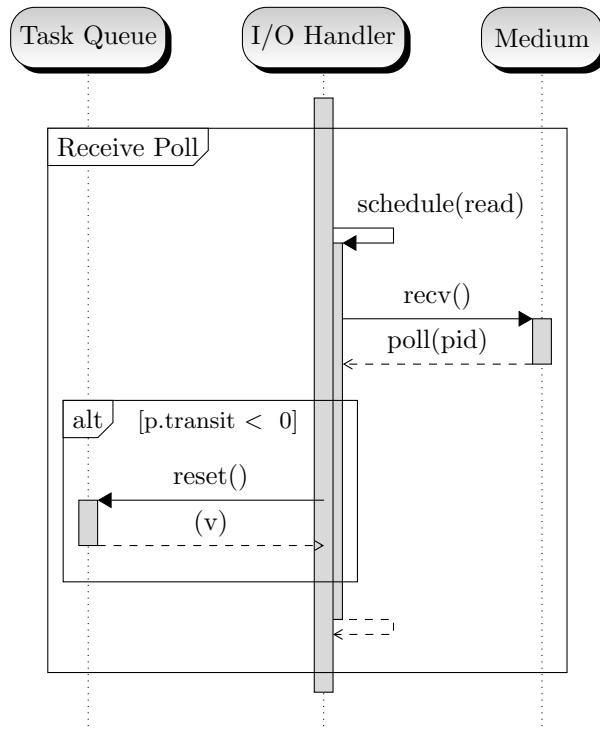 Task Queue
I/O Handler
Medium
Receive Poll
schedule(read)
recv()
poll(pid)
alt [p.transit < 0]
reset()
(v)